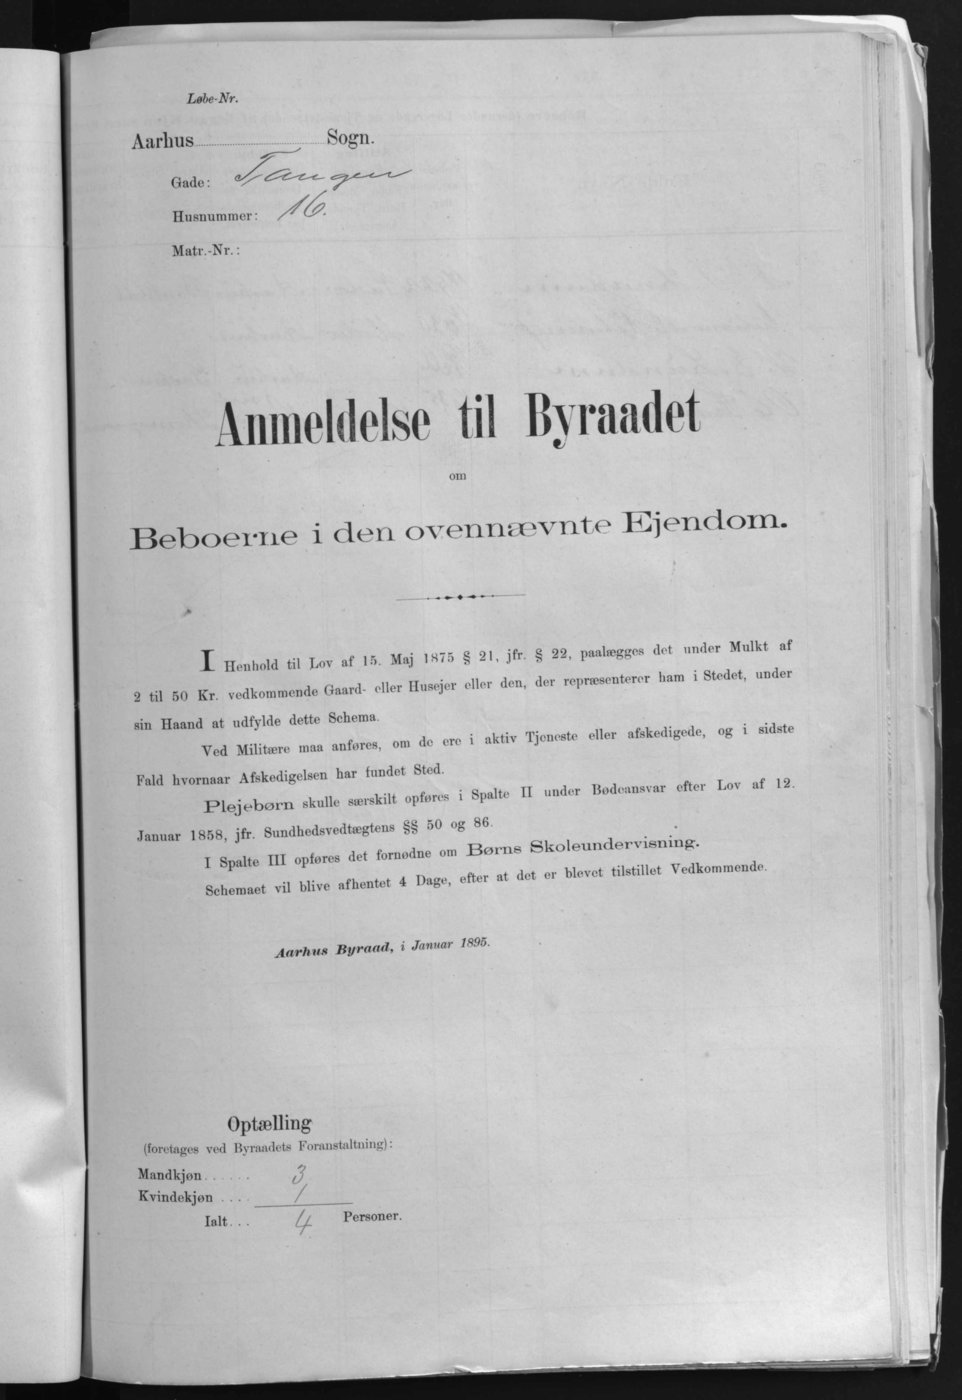 Løbe-Nr.
Aarhus Sogn.
Gade: Tangen
Husnummer: 16.
Matr.-Nr.:
Anmeldelse til Byraadet
om
Beboerne i den ovennævnte Ejendom.
I Henhold til Lov af 15. Maj 1875 § 21, jfr. § 22, paalægges det under Mulkt af
2 til 50 Kr. vedkommende Gaard- eller Husejer eller den, der repræsenterer ham i Stedet, under
sin Haand at udfylde dette Schema.
Ved Militære maa anføres, om de ere i aktiv Tjeneste eller afskedigede, og i sidste
Fald hvornaar Afskedigelsen har fundet Sted.
Plejebørn skulle særskilt opføres i Spalte II under Bødeansvar efter Lov af 12.
Januar 1858, jfr. Sundhedsvedtægtens §§ 50 og 86.
I Spalte III opføres det fornødne om Børns Skoleundervisning.
Schemaet vil blive afhentet 4 Dage, efter at det er blevet tilstillet Vedkommende.
Aarhus Byraad, i Januar 1895.
Optælling
(foretages ved Byraadets Foranstaltning):
Mandkjøn...... 3
Kvindekjøn .... 1
Ialt... 4 Personer.